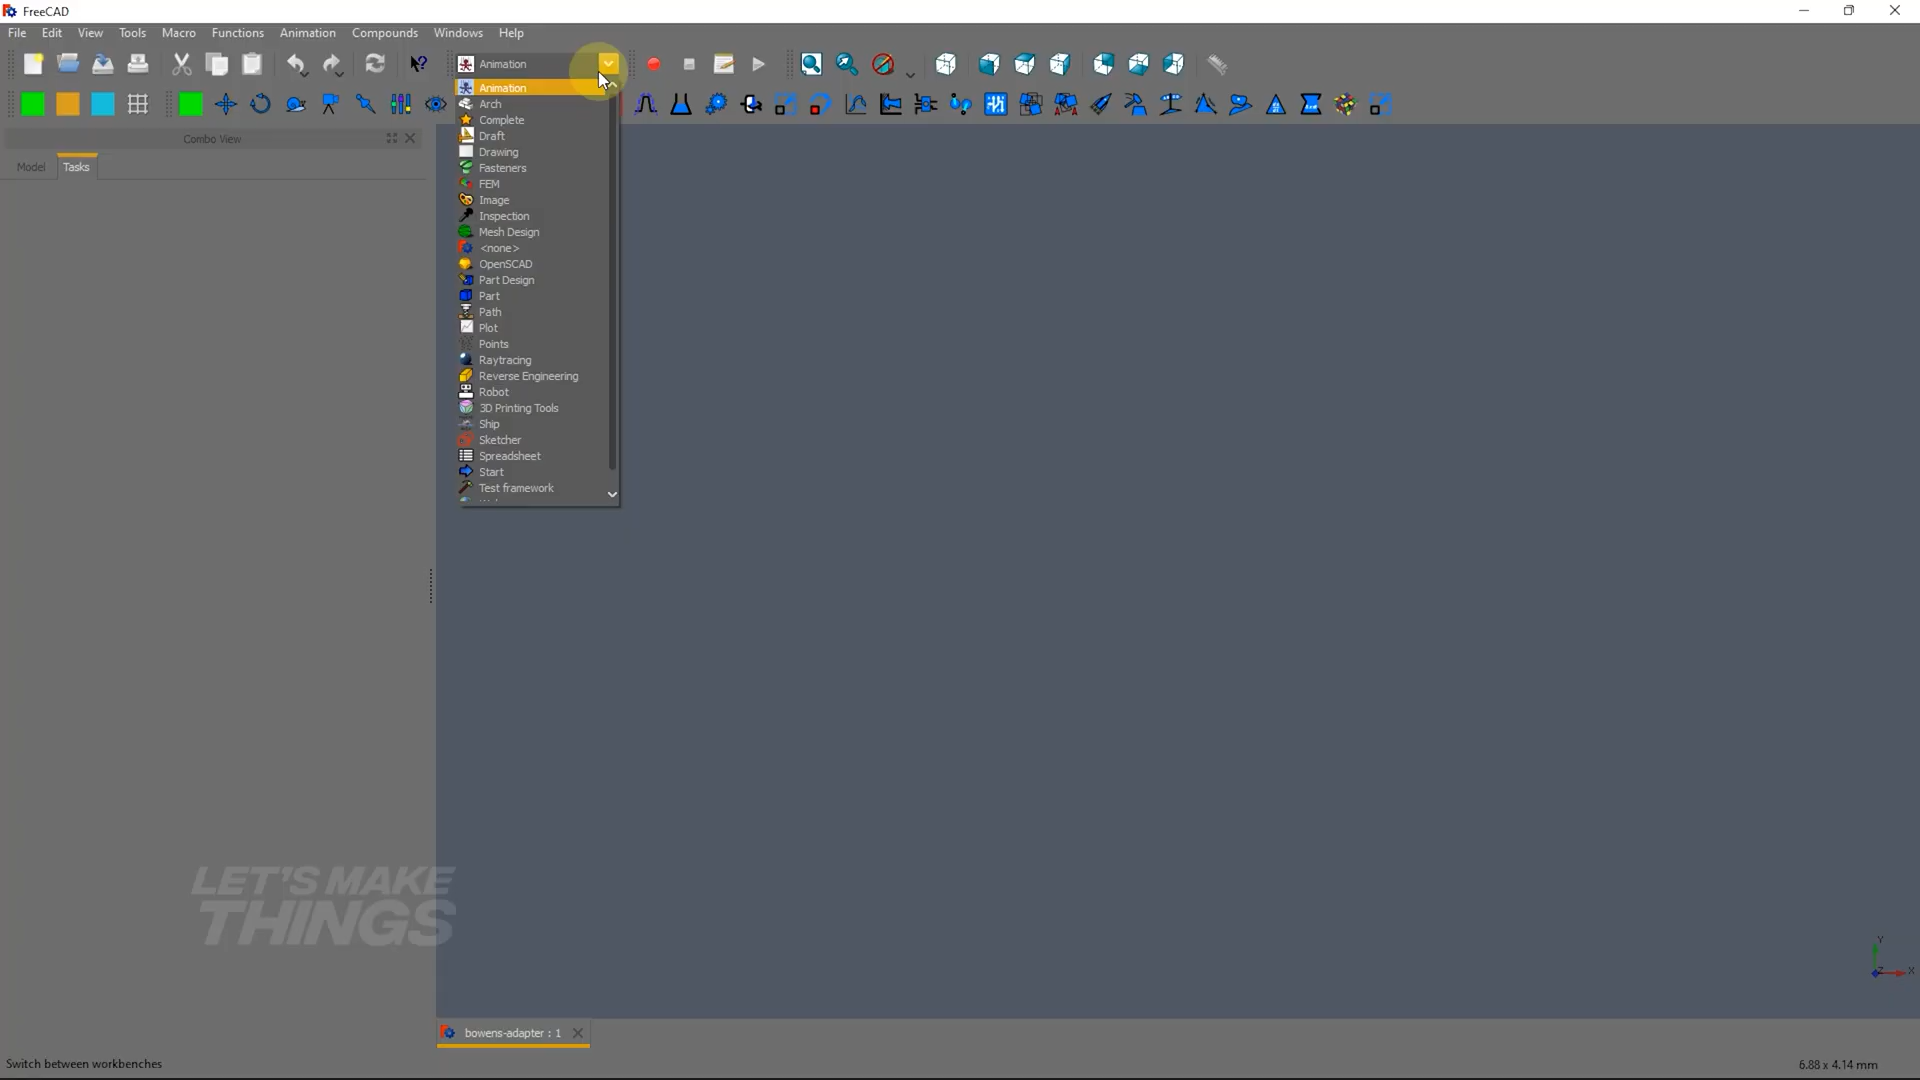 FreeCAD
File Edit View Tools Macro Functions Animation Compounds Windows Help
Animation
Animation
Arch
Complete
Draft
Drawing
Fasteners
FEM
Image
Inspection
Mesh Design
<none>
OpenSCAD
Part Design
Part
Path
Plot
Points
Raytracing
Reverse Engineering
Robot
3D Printing Tools
Ship
Sketcher
Spreadsheet
Start
Test framework
Combo View
Model Tasks
LET'S MAKE
THINGS
Y
Z X
bowens-adapter : 1
Switch between workbenches
6.88 x 4.14 mm